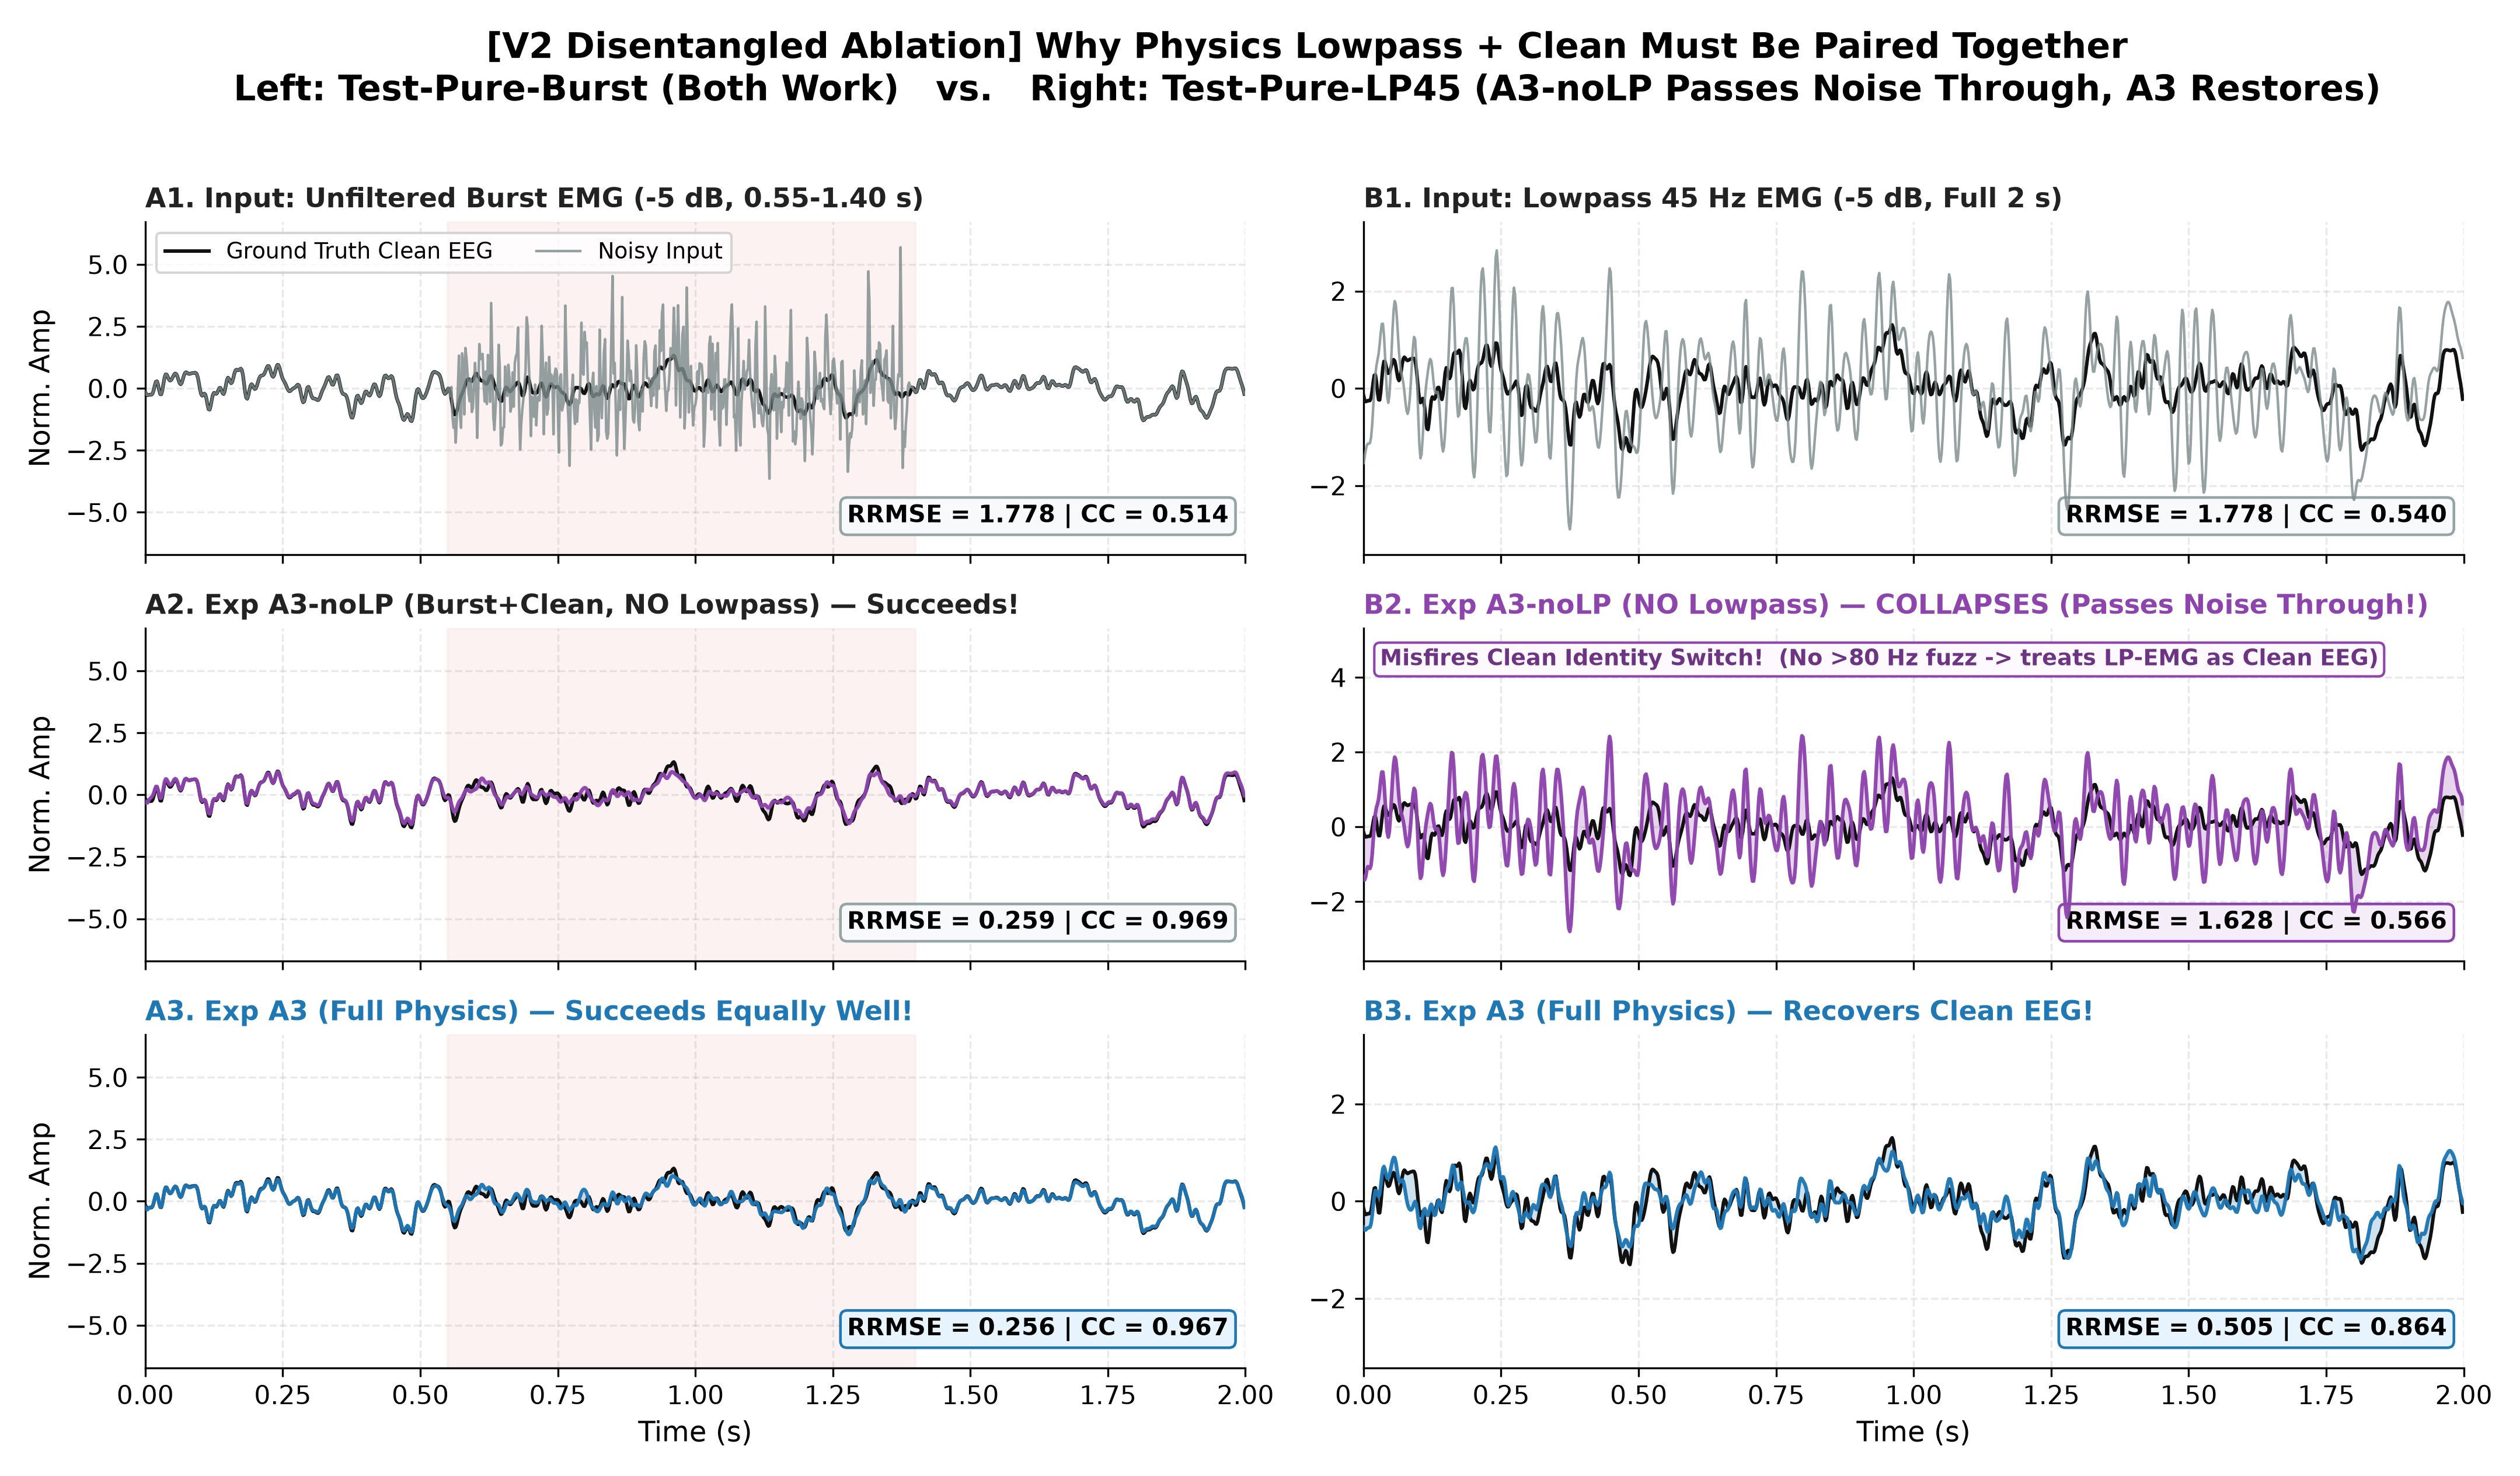 [V2 Disentangled Ablation] Why Physics Lowpass + Clean Must Be Paired Together
Left: Test-Pure-Burst (Both Work) vs. Right: Test-Pure-LP45 (A3-noLP Passes Noise Through, A3 Restores)
A1. Input: Unfiltered Burst EMG (-5 dB, 0.55-1.40 s)
Ground Truth Clean EEG
Noisy Input
Norm. Amp
5.0
2.5
0.0
−2.5
−5.0
RRMSE = 1.778 | CC = 0.514
B1. Input: Lowpass 45 Hz EMG (-5 dB, Full 2 s)
2
0
−2
RRMSE = 1.778 | CC = 0.540
A2. Exp A3-noLP (Burst+Clean, NO Lowpass) — Succeeds!
Norm. Amp
5.0
2.5
0.0
−2.5
−5.0
RRMSE = 0.259 | CC = 0.969
B2. Exp A3-noLP (NO Lowpass) — COLLAPSES (Passes Noise Through!)
Misfires Clean Identity Switch! (No >80 Hz fuzz -> treats LP-EMG as Clean EEG)
4
2
0
−2
RRMSE = 1.628 | CC = 0.566
A3. Exp A3 (Full Physics) — Succeeds Equally Well!
Norm. Amp
5.0
2.5
0.0
−2.5
−5.0
RRMSE = 0.256 | CC = 0.967
0.00 0.25 0.50 0.75 1.00 1.25 1.50 1.75 2.00
Time (s)
B3. Exp A3 (Full Physics) — Recovers Clean EEG!
2
0
−2
RRMSE = 0.505 | CC = 0.864
0.00 0.25 0.50 0.75 1.00 1.25 1.50 1.75 2.00
Time (s)